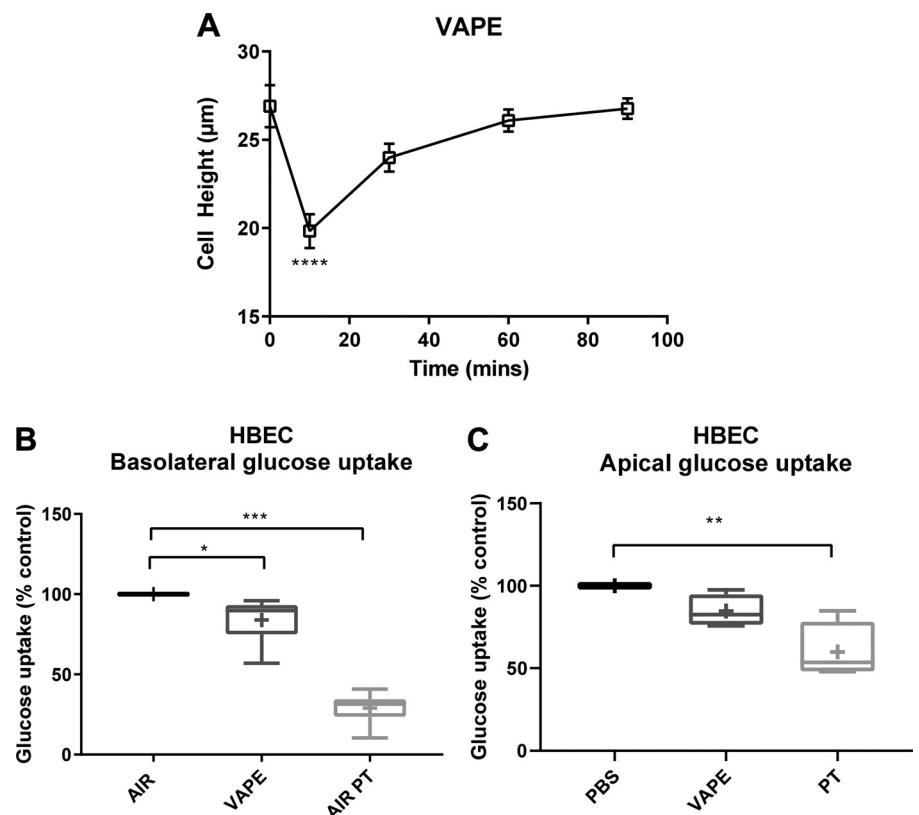 A
VAPE
30
25
20
15
Cell Height (µm)
****
0 20 40 60 80 100
Time (mins)
B
HBEC
Basolateral glucose uptake
150
100
50
0
Glucose uptake (% control)
***
*
AIR
VAPE
AIR PT
C
HBEC
Apical glucose uptake
150
100
50
0
Glucose uptake (% control)
**
PBS
VAPE
PT